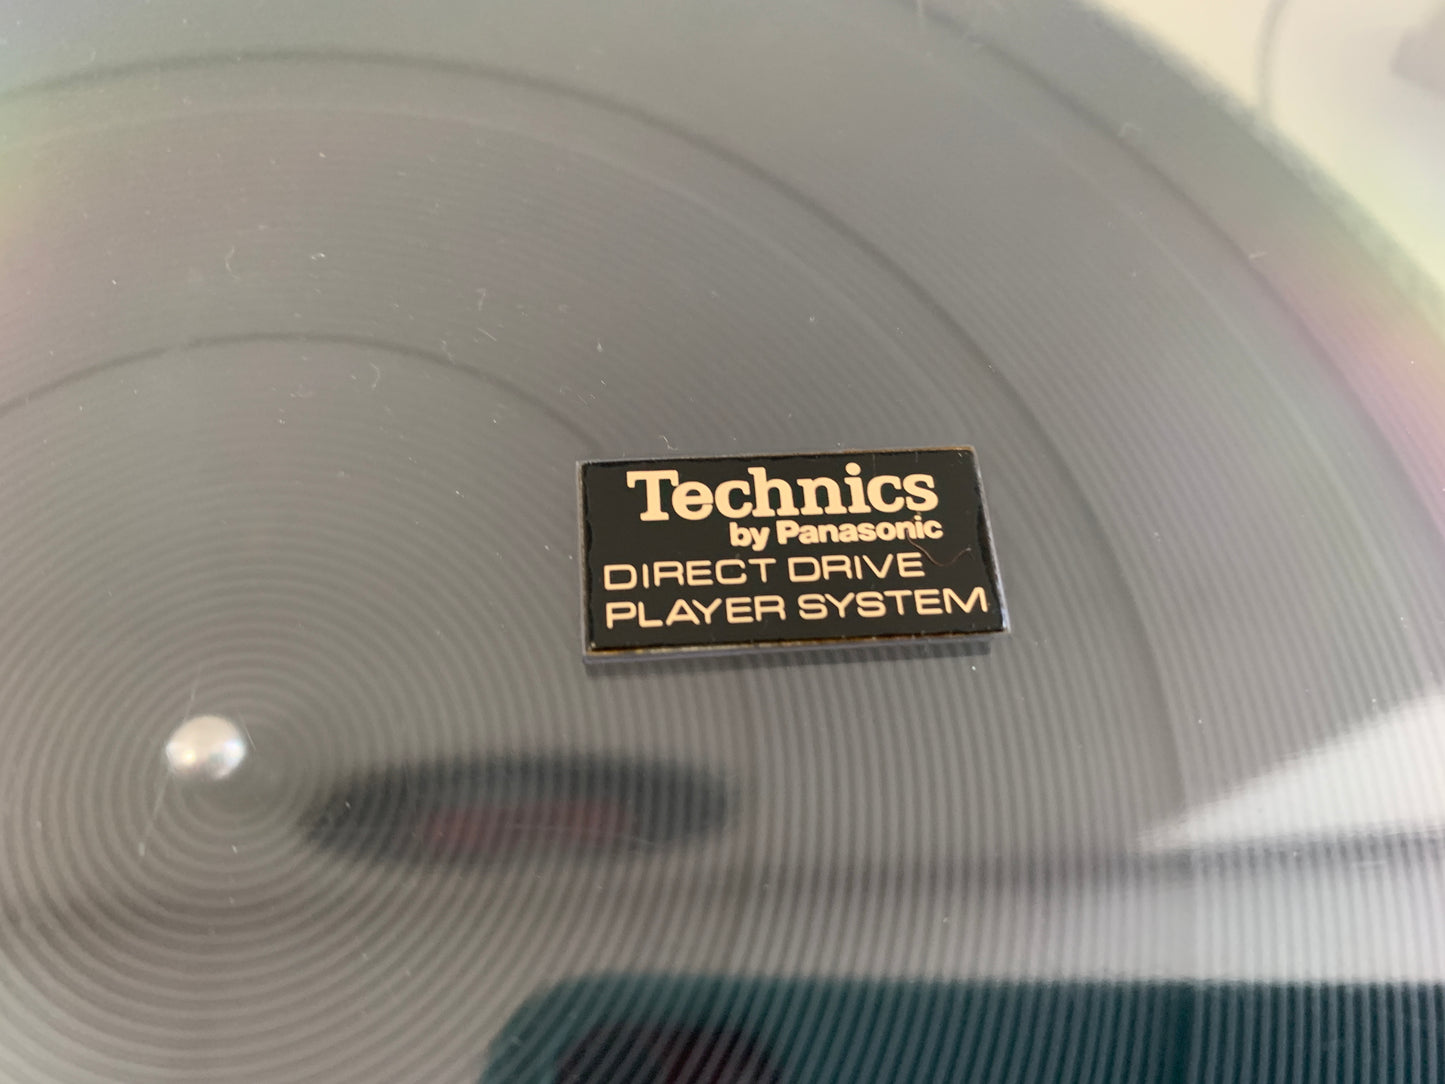 Technics
by Panasonic
DIRECT DRIVE
PLAYER SYSTEM